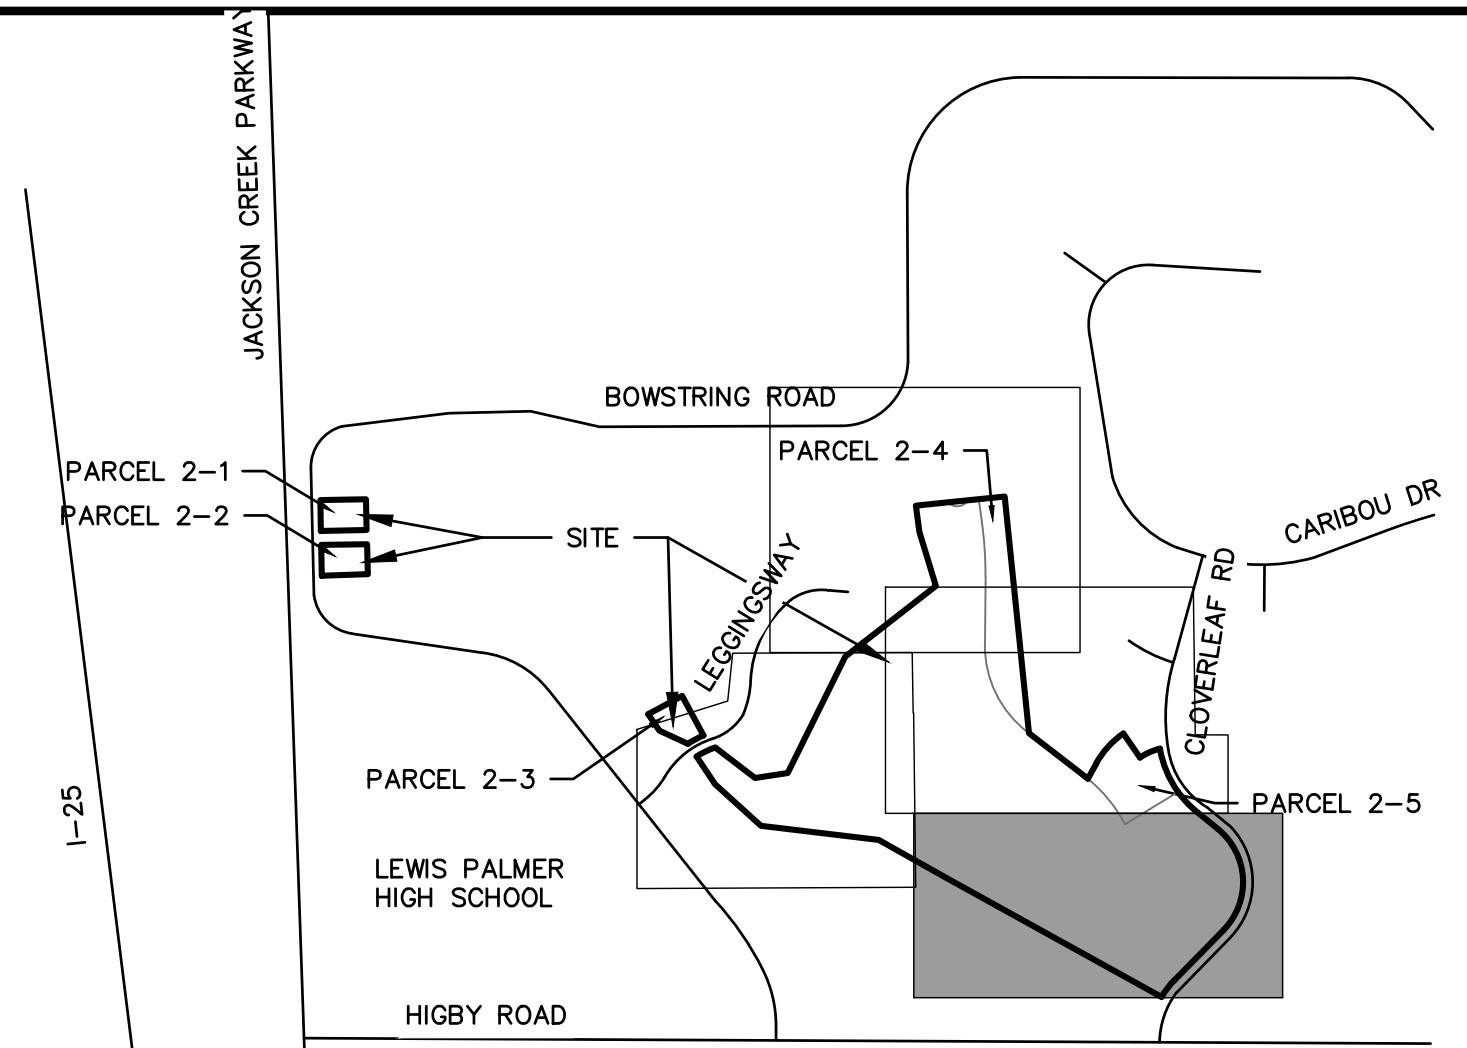 JACKSON CREEK PARKWAY
BOWSTRING ROAD
PARCEL 2-4
PARCEL 2-1
PARCEL 2-2
SITE
CARIBOU DR
LEGGINGSWAY
CLOVERLEAF RD
PARCEL 2-3
PARCEL 2-5
I-25
LEWIS PALMER
HIGH SCHOOL
HIGBY ROAD